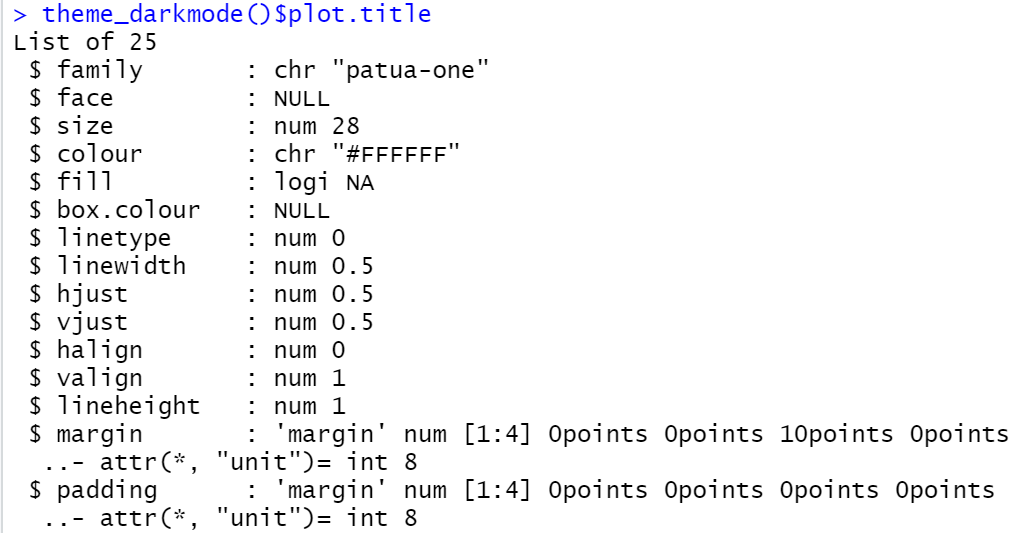 > theme_darkmode()$plot.title
List of 25
 $ family       : chr "patua-one"
 $ face         : NULL
 $ size         : num 28
 $ colour       : chr "#FFFFFF"
 $ fill         : logi NA
 $ box.colour   : NULL
 $ linetype     : num 0
 $ linewidth    : num 0.5
 $ hjust        : num 0.5
 $ vjust        : num 0.5
 $ halign       : num 0
 $ valign       : num 1
 $ lineheight   : num 1
 $ margin       : 'margin' num [1:4] 0points 0points 10points 0points
  ..- attr(*, "unit")= int 8
 $ padding      : 'margin' num [1:4] 0points 0points 0points 0points
  ..- attr(*, "unit")= int 8